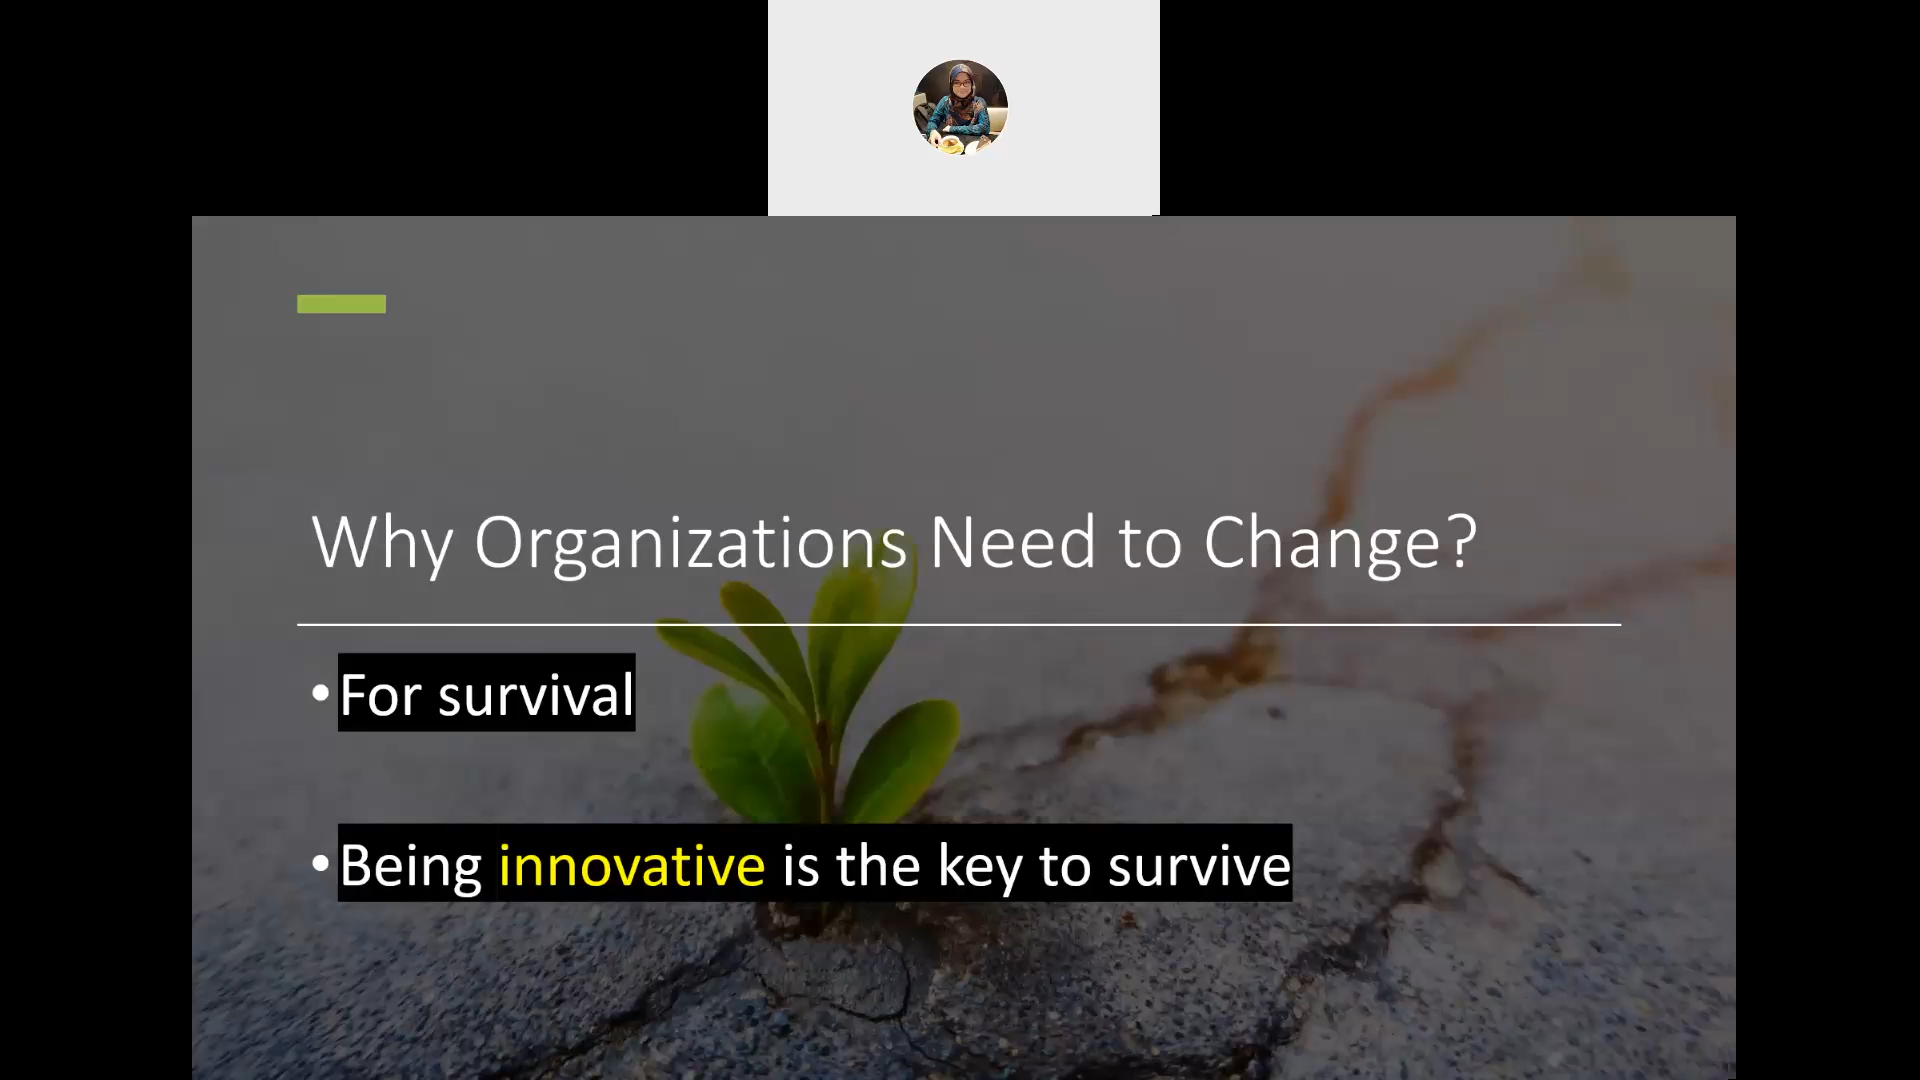 Why Organizations Need to Change?
•For survival
•Being innovative is the key to survive